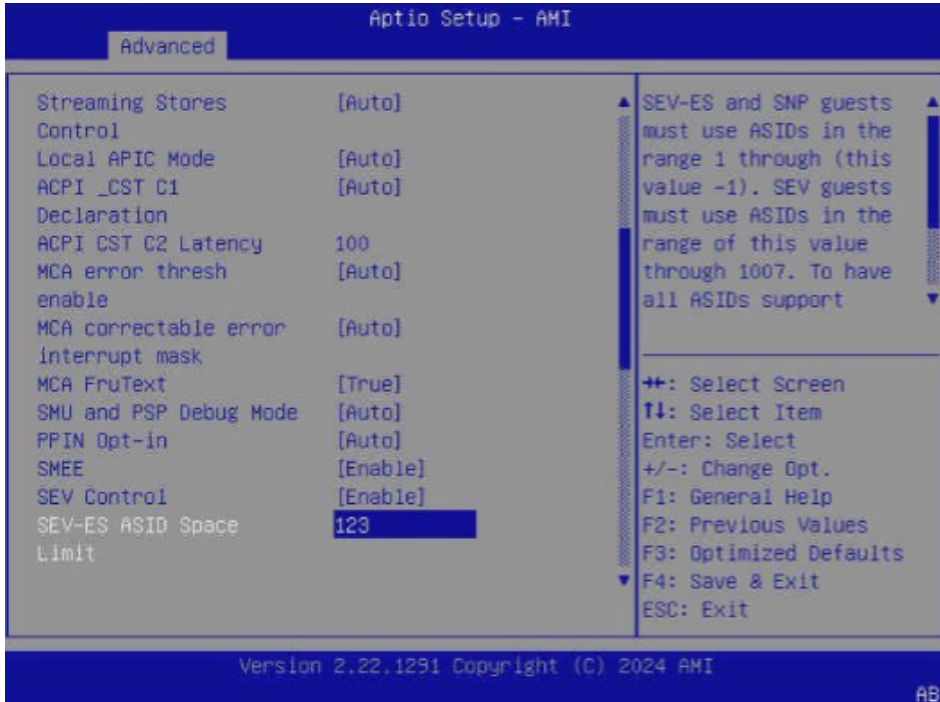 Aptio Setup - AMI
Advanced
Streaming Stores [Auto]
Control
Local APIC Mode [Auto]
ACPI _CST C1 [Auto]
Declaration
ACPI CST C2 Latency 100
MCA error thresh [Auto]
enable
MCA correctable error [Auto]
interrupt mask
MCA FruText [True]
SMU and PSP Debug Mode [Auto]
PPIN Opt-in [Auto]
SMEE [Enable]
SEV Control [Enable]
SEV-ES ASID Space 123
Limit
SEV-ES and SNP guests
must use ASIDs in the
range 1 through (this
value -1). SEV guests
must use ASIDs in the
range of this value
through 1007. To have
all ASIDs support
→←: Select Screen
↑↓: Select Item
Enter: Select
+/-: Change Opt.
F1: General Help
F2: Previous Values
F3: Optimized Defaults
F4: Save & Exit
ESC: Exit
Version 2.22.1291 Copyright (C) 2024 AMI
AB